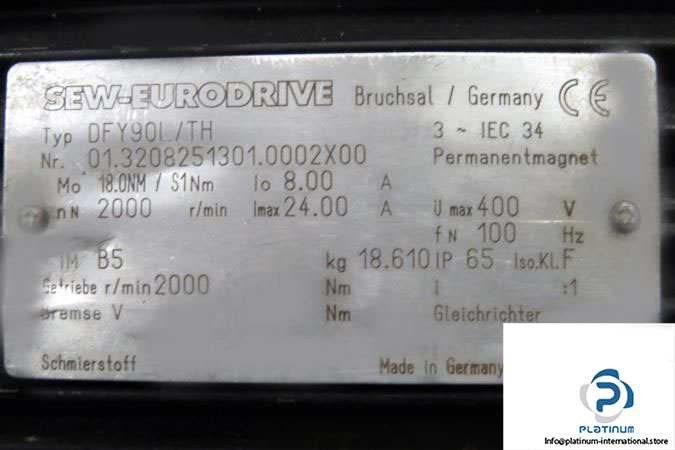 SEW-EURODRIVE Bruchsal / Germany CE
Typ DFY90L/TH 3 ~ IEC 34
Nr. 01.3208251301.0002X00 Permanentmagnet
Mo 18.0NM / S1Nm Io 8.00 A
nN 2000 r/min Imax 24.00 A U max 400 V
fN 100 Hz
IM B5 kg 18.610 IP 65 Iso.Kl. F
Getriebe r/min 2000 Nm i :1
Bremse V Nm Gleichrichter
Schmierstoff Made in Germany
PLATINUM
Info@platinum-international.store